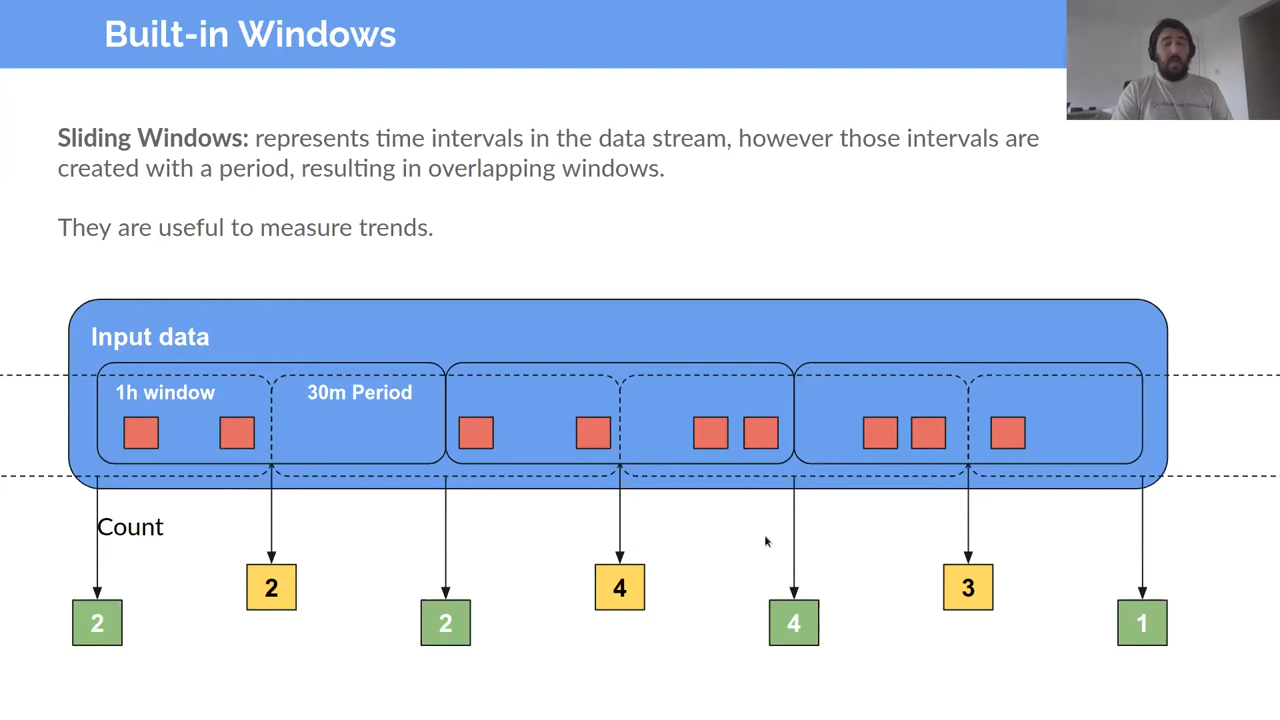 Built-in Windows
Sliding Windows: represents time intervals in the data stream, however those intervals are
created with a period, resulting in overlapping windows.
They are useful to measure trends.
Input data
1h window
30m Period
Count
2
4
3
2
2
4
1